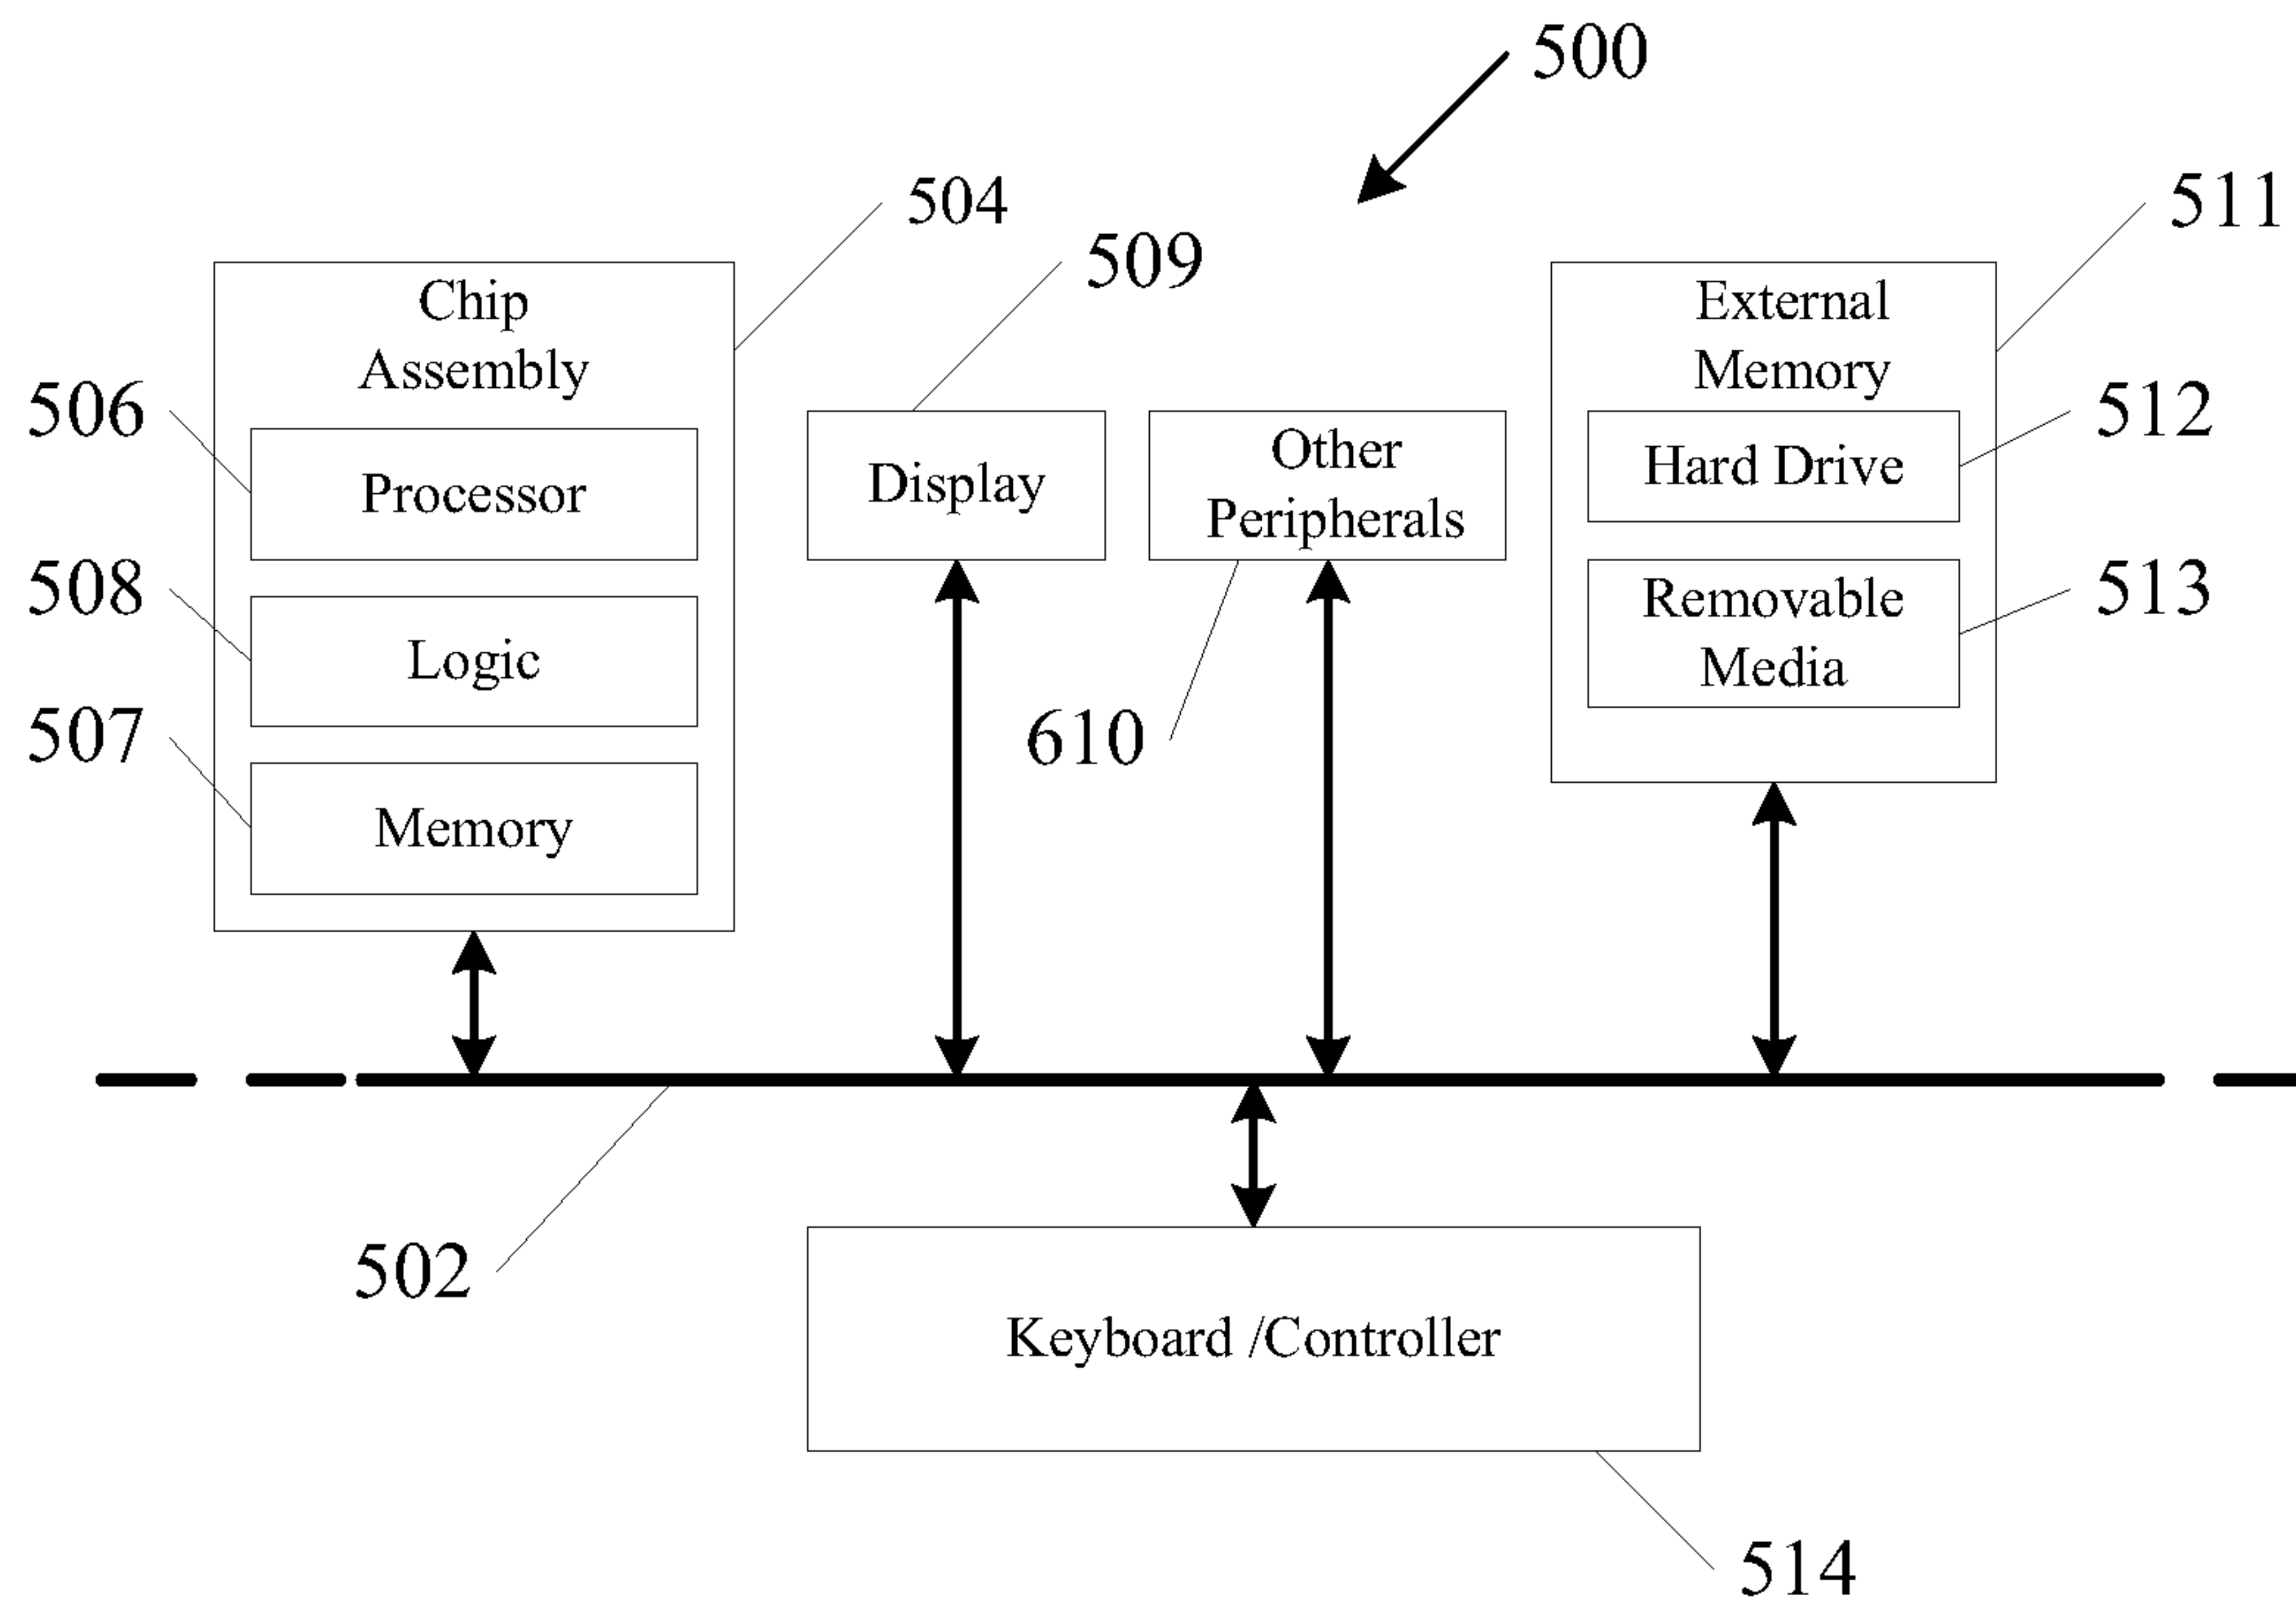 500
504
509
511
Chip
Assembly
External
Memory
506
Processor
Display
Other
Peripherals
Hard Drive
512
508
Logic
Removable
Media
513
507
Memory
610
502
Keyboard /Controller
514